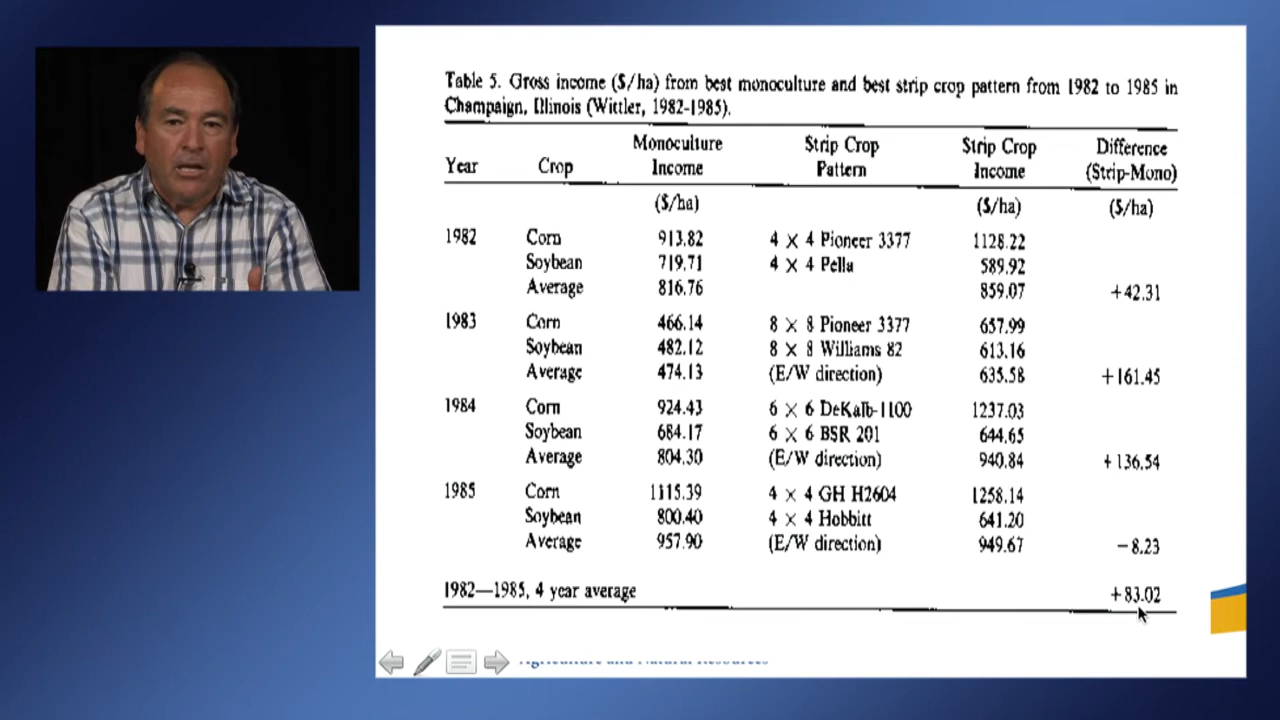 Table 5. Gross income ($/ha) from best monoculture and best strip crop pattern from 1982 to 1985 in
Champaign, Illinois (Wittler, 1982-1985).
Year Crop Monoculture Income Strip Crop Pattern Strip Crop Income Difference (Strip-Mono)
($/ha) ($/ha) ($/ha)
1982 Corn 913.82 4 × 4 Pioneer 3377 1128.22
Soybean 719.71 4 × 4 Pella 589.92
Average 816.76 859.07 +42.31
1983 Corn 466.14 8 × 8 Pioneer 3377 657.99
Soybean 482.12 8 × 8 Williams 82 613.16
Average 474.13 (E/W direction) 635.58 +161.45
1984 Corn 924.43 6 × 6 DeKalb-1100 1237.03
Soybean 684.17 6 × 6 BSR 201 644.65
Average 804.30 (E/W direction) 940.84 +136.54
1985 Corn 1115.39 4 × 4 GH H2604 1258.14
Soybean 800.40 4 × 4 Hobbitt 641.20
Average 957.90 (E/W direction) 949.67 −8.23
1982—1985, 4 year average +83.02
Agriculture and Natural Resources